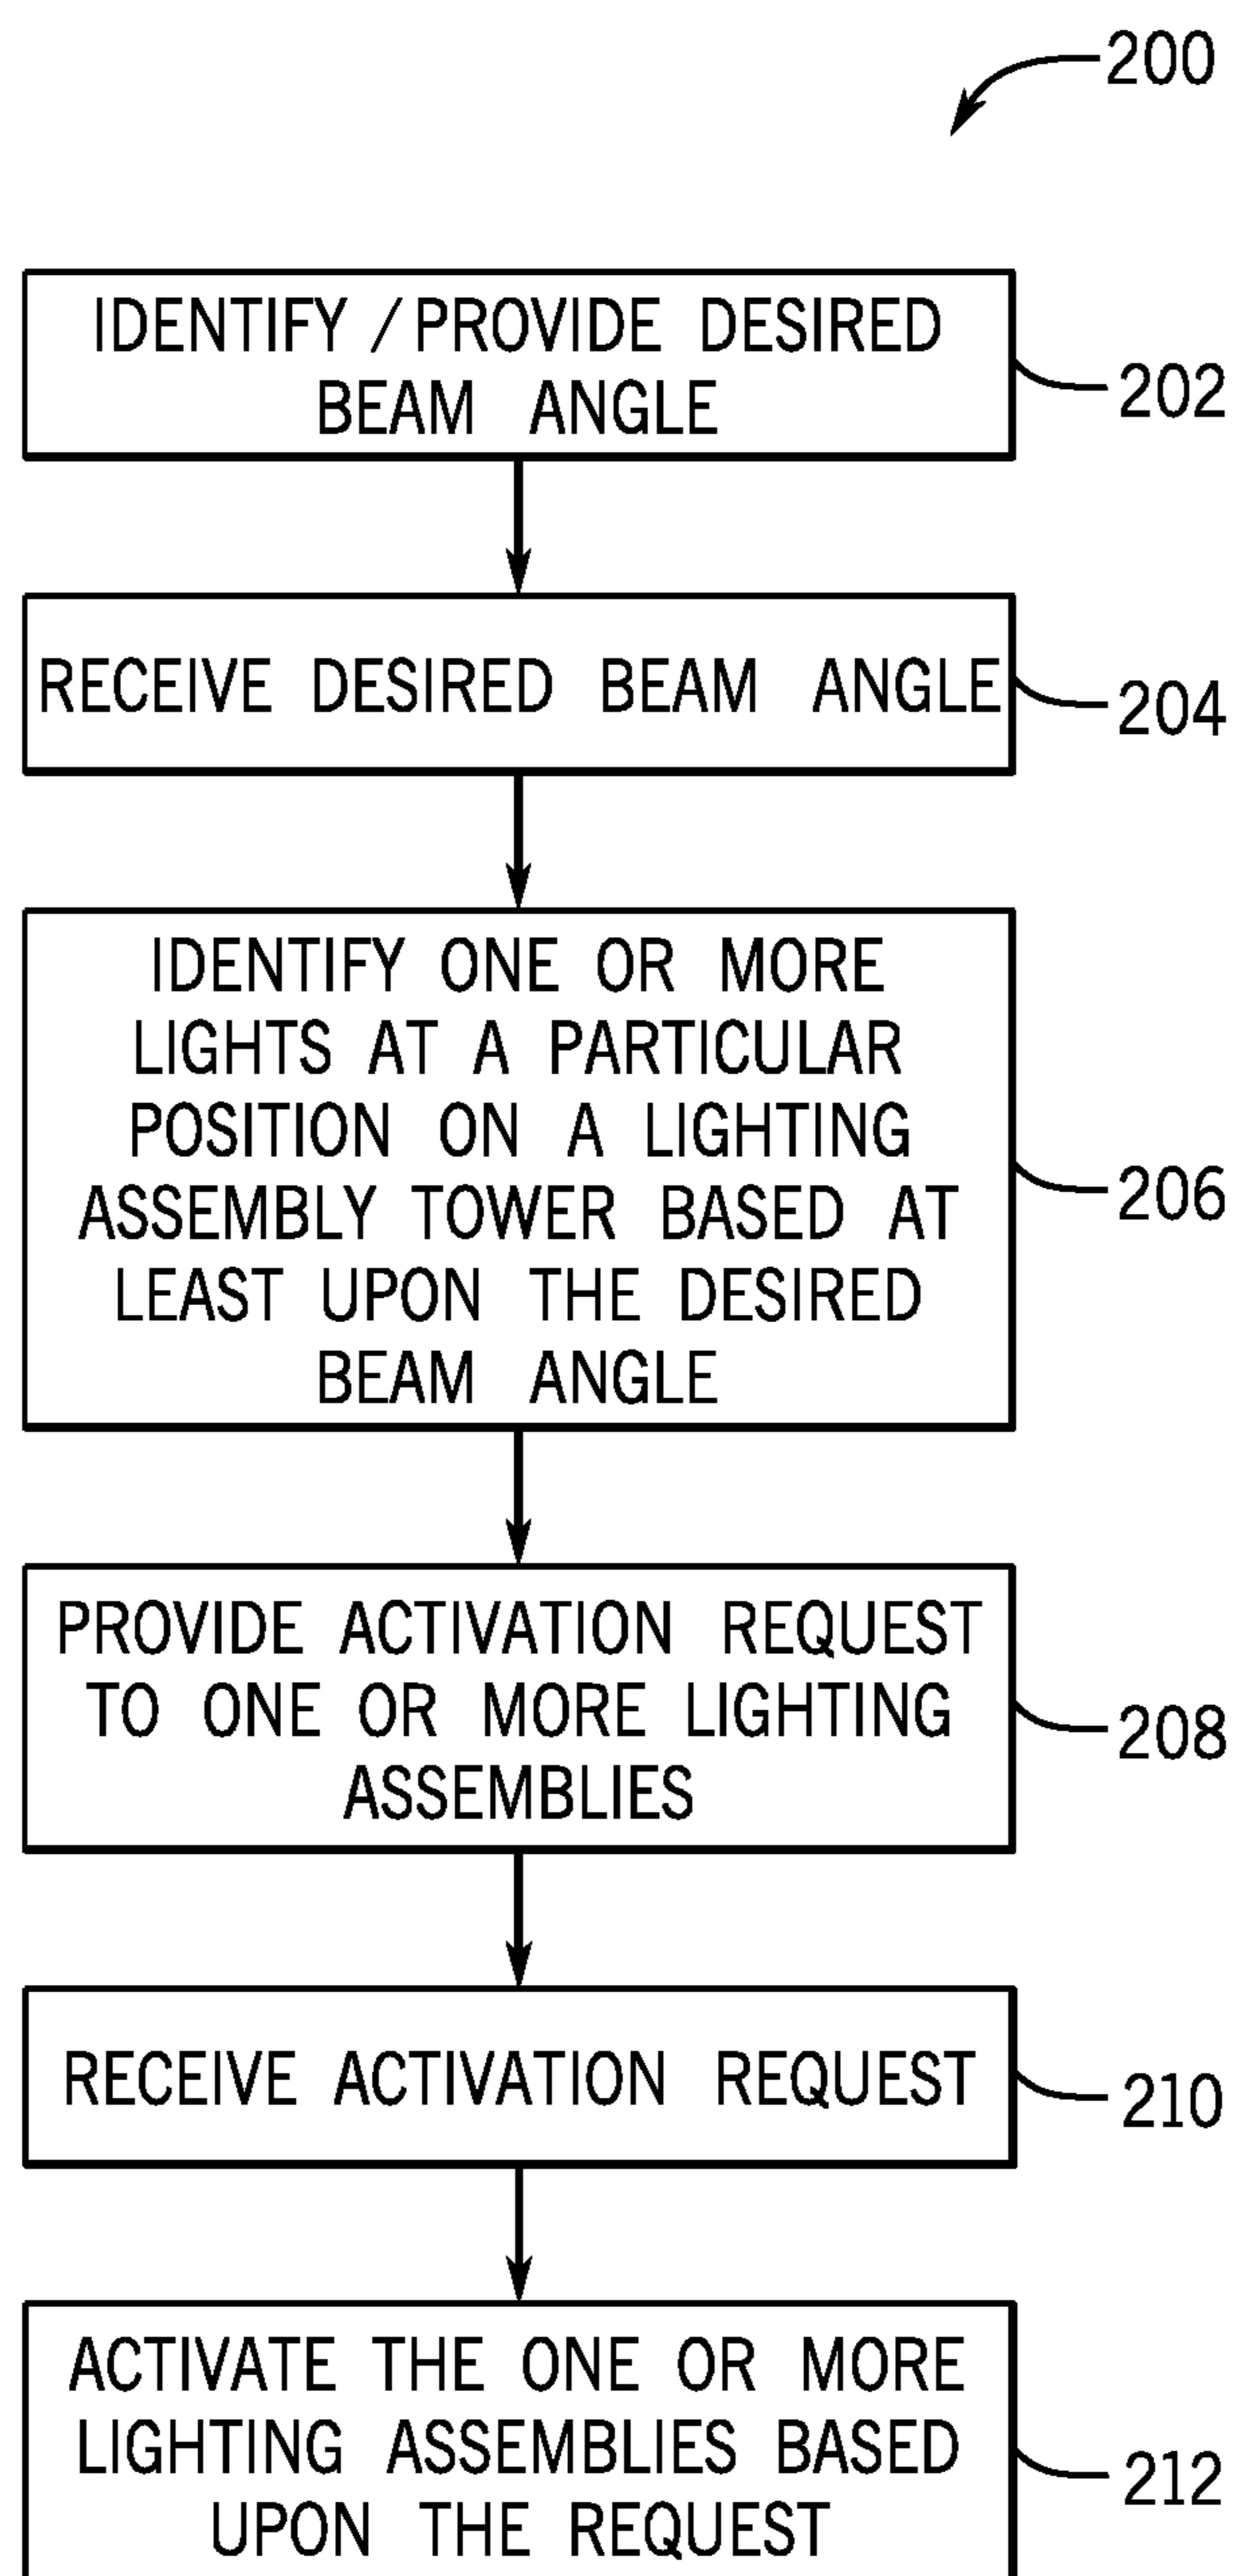 200
IDENTIFY / PROVIDE DESIRED
BEAM ANGLE
202
RECEIVE DESIRED BEAM ANGLE
204
IDENTIFY ONE OR MORE
LIGHTS AT A PARTICULAR
POSITION ON A LIGHTING
ASSEMBLY TOWER BASED AT
LEAST UPON THE DESIRED
BEAM ANGLE
206
PROVIDE ACTIVATION REQUEST
TO ONE OR MORE LIGHTING
ASSEMBLIES
208
RECEIVE ACTIVATION REQUEST
210
ACTIVATE THE ONE OR MORE
LIGHTING ASSEMBLIES BASED
UPON THE REQUEST
212